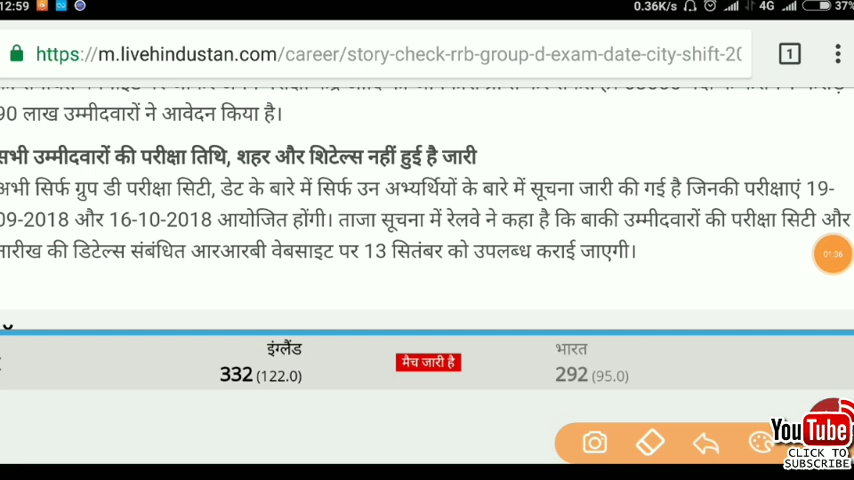 12:59
0.36K/s 4G 37%
https://m.livehindustan.com/career/story-check-rrb-group-d-exam-date-city-shift-20
1
90 लाख उम्मीदवारों ने आवेदन किया है।
सभी उम्मीदवारों की परीक्षा तिथि, शहर और शिटेल्स नहीं हुई है जारी
अभी सिर्फ ग्रुप डी परीक्षा सिटी, डेट के बारे में सिर्फ उन अभ्यर्थियों के बारे में सूचना जारी की गई है जिनकी परीक्षाएं 19-
09-2018 और 16-10-2018 आयोजित होंगी। ताजा सूचना में रेलवे ने कहा है कि बाकी उम्मीदवारों की परीक्षा सिटी और
तारीख की डिटेल्स संबंधित आरआरबी वेबसाइट पर 13 सितंबर को उपलब्ध कराई जाएगी।
01:36
इंग्लैंड मैच जारी है भारत
332 (122.0) 292 (95.0)
YouTube
CLICK TO
SUBSCRIBE